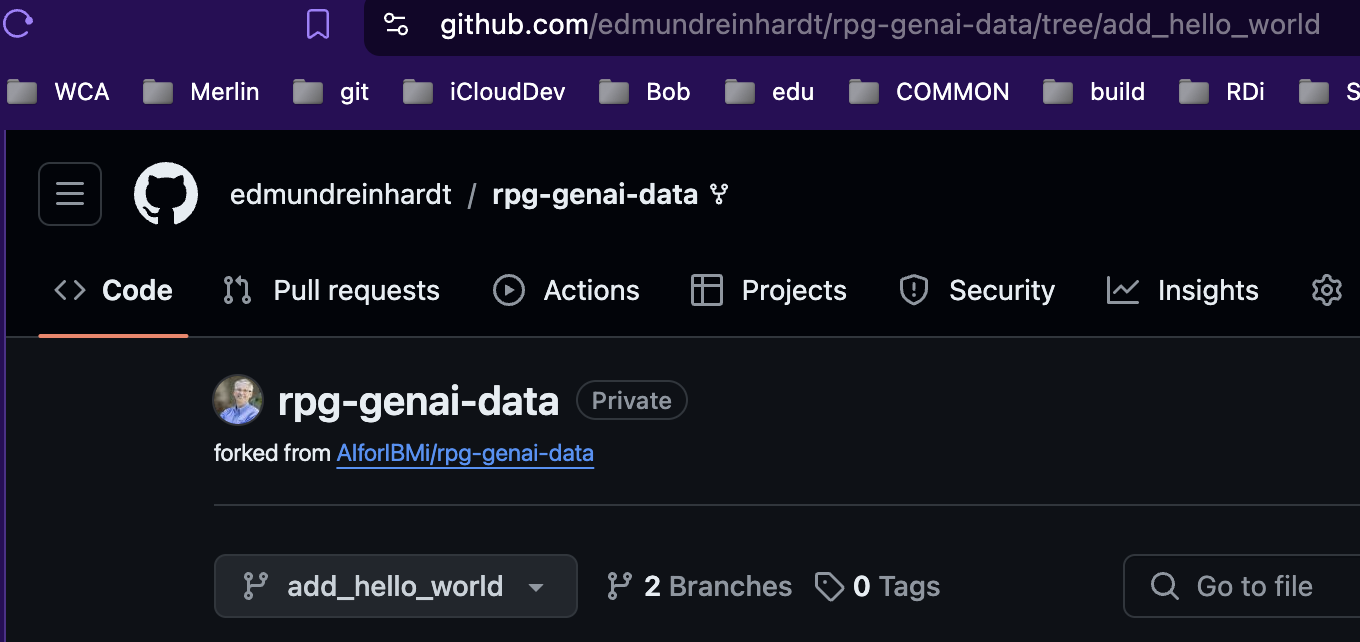 github.com/edmundreinhardt/rpg-genai-data/tree/add_hello_world
WCA Merlin git iCloudDev Bob edu COMMON build RDi S
edmundreinhardt / rpg-genai-data
Code Pull requests Actions Projects Security Insights
rpg-genai-data Private
forked from AIforIBMi/rpg-genai-data
add_hello_world 2 Branches 0 Tags Go to file